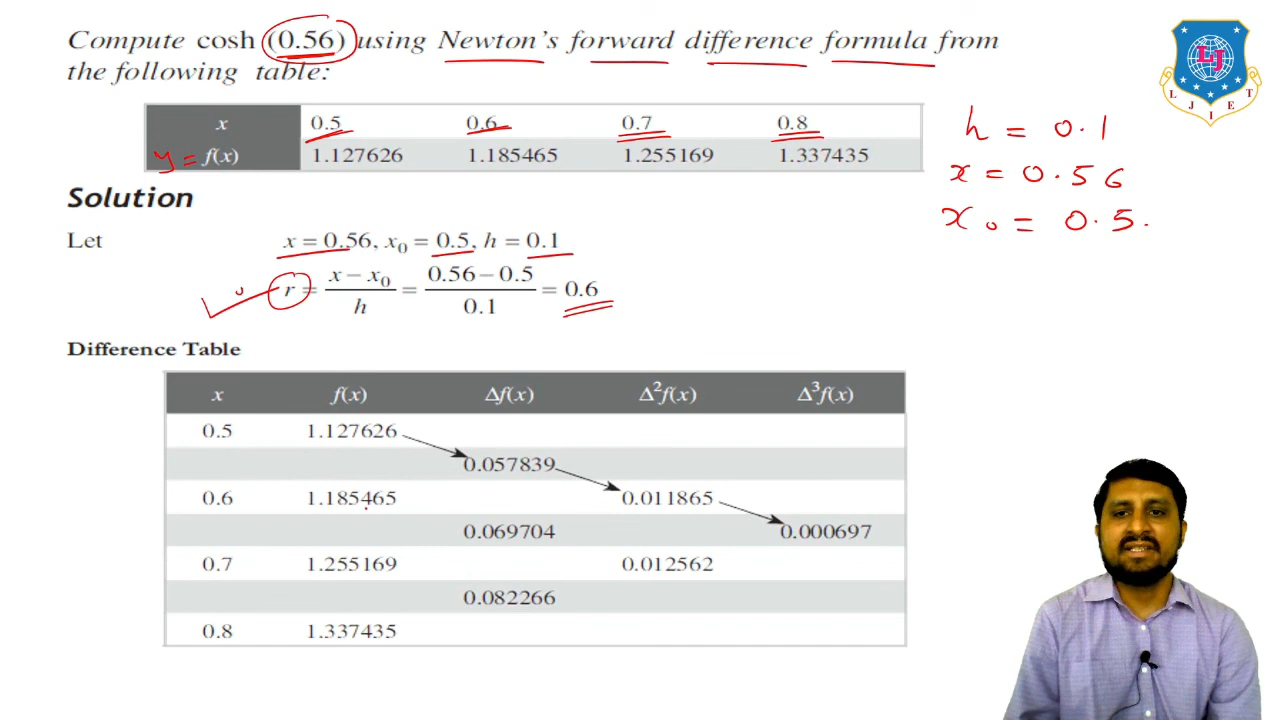 Compute cosh (0.56) using Newton's forward difference formula from
the following table:
x 0.5 0.6 0.7 0.8
y = f(x) 1.127626 1.185465 1.255169 1.337435
h = 0.1
x = 0.56
x₀ = 0.5.
LJ
L J I E T
Solution
Let x = 0.56, x₀ = 0.5, h = 0.1
r = (x − x₀)/h = (0.56 − 0.5)/0.1 = 0.6
Difference Table
x f(x) Δf(x) Δ²f(x) Δ³f(x)
0.5 1.127626
0.057839
0.6 1.185465 0.011865
0.069704 0.000697
0.7 1.255169 0.012562
0.082266
0.8 1.337435